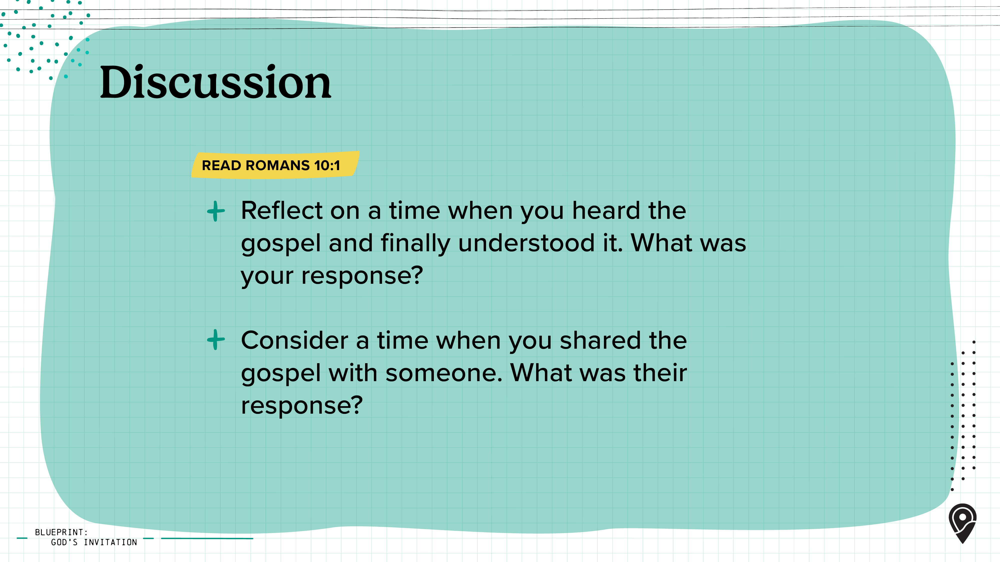 Discussion
READ ROMANS 10:1
Reflect on a time when you heard the
gospel and finally understood it. What was
your response?
Consider a time when you shared the
gospel with someone. What was their
response?
BLUEPRINT:
GOD'S INVITATION